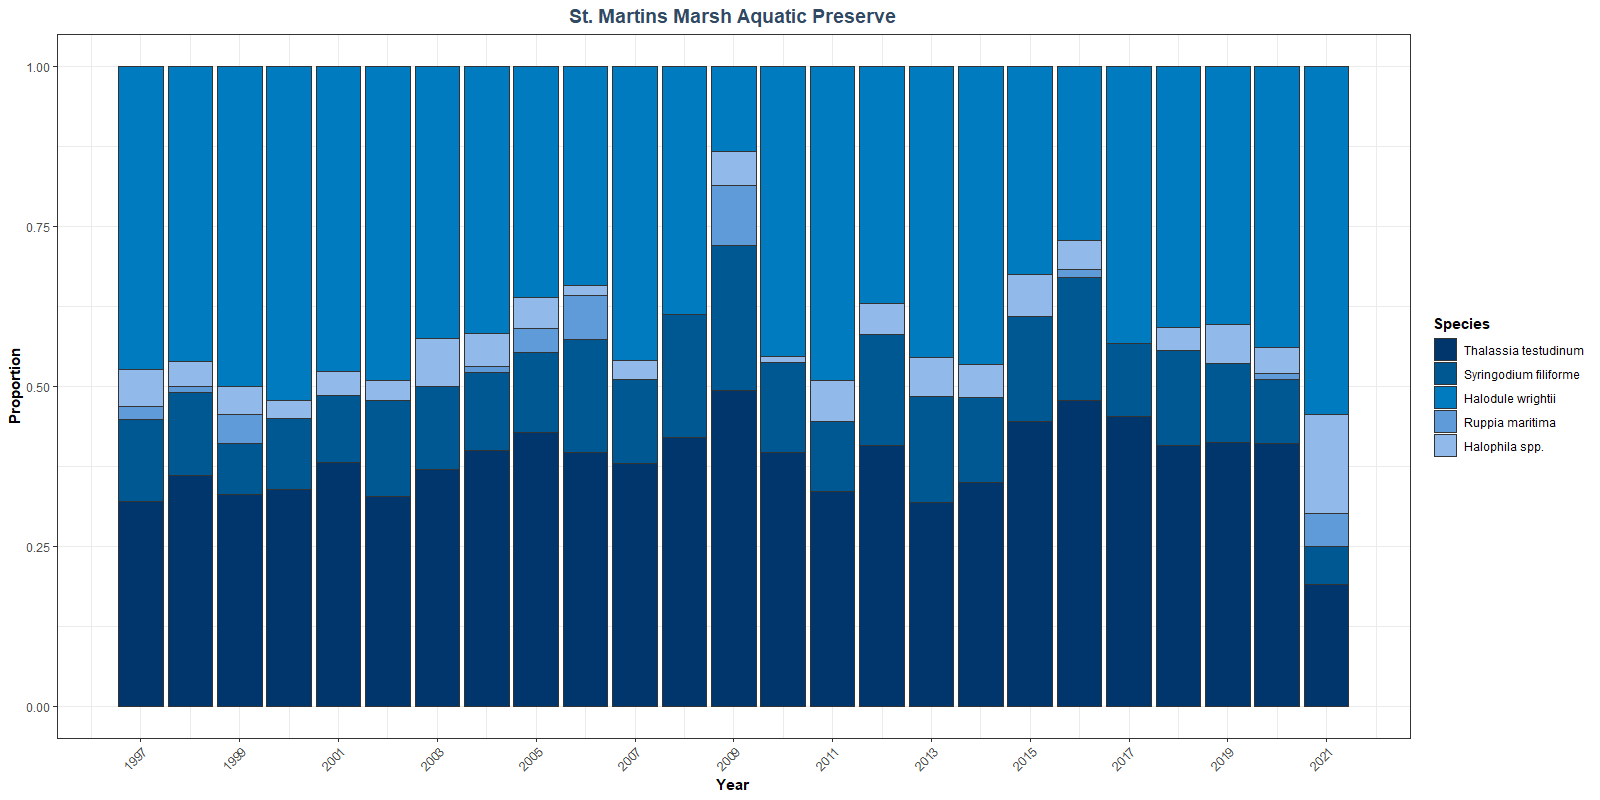 St. Martins Marsh Aquatic Preserve
Proportion
1.00
0.75
0.50
0.25
0.00
1997
1999
2001
2003
2005
2007
2009
2011
2013
2015
2017
2019
2021
Year
Species
Thalassia testudinum
Syringodium filiforme
Halodule wrightii
Ruppia maritima
Halophila spp.